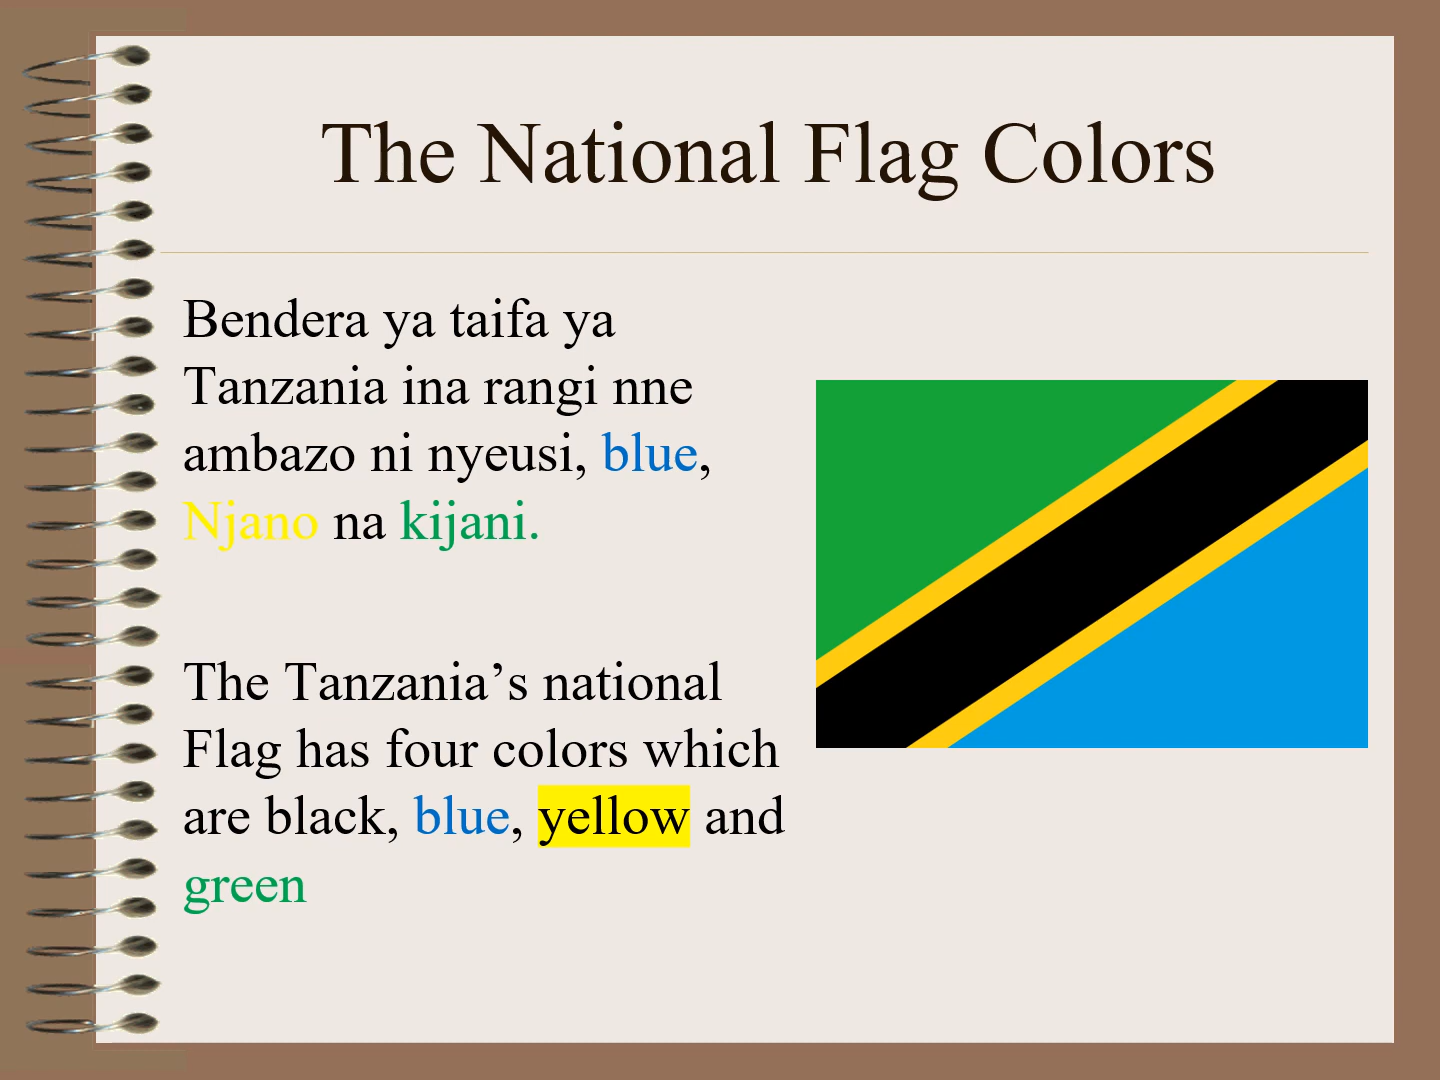 The National Flag Colors
Bendera ya taifa ya
Tanzania ina rangi nne
ambazo ni nyeusi, blue,
Njano na kijani.
The Tanzania’s national
Flag has four colors which
are black, blue, yellow and
green